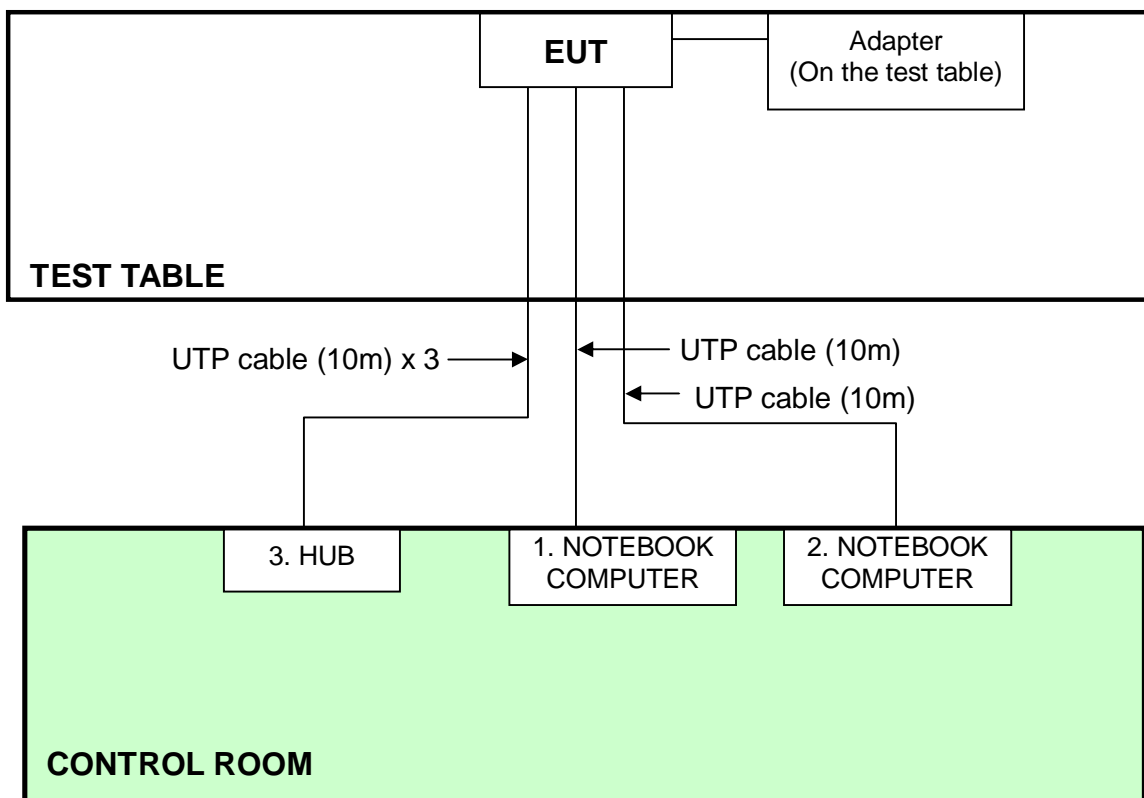 EUT
Adapter
(On the test table)
TEST TABLE
UTP cable (10m) x 3
UTP cable (10m)
UTP cable (10m)
3. HUB
1. NOTEBOOK
COMPUTER
2. NOTEBOOK
COMPUTER
CONTROL ROOM